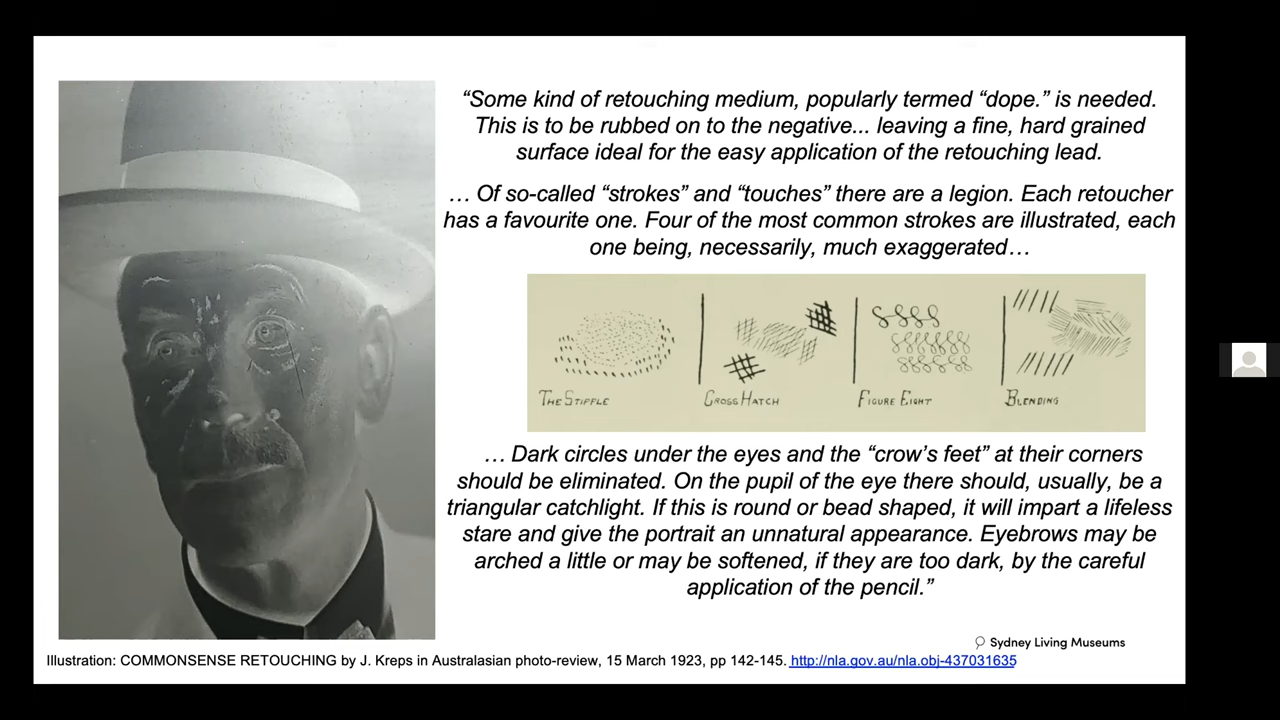 “Some kind of retouching medium, popularly termed “dope.” is needed.
This is to be rubbed on to the negative... leaving a fine, hard grained
surface ideal for the easy application of the retouching lead.
… Of so-called “strokes” and “touches” there are a legion. Each retoucher
has a favourite one. Four of the most common strokes are illustrated, each
one being, necessarily, much exaggerated…
THE STIPPLE
CROSS HATCH
FIGURE EIGHT
BLENDING
… Dark circles under the eyes and the “crow’s feet” at their corners
should be eliminated. On the pupil of the eye there should, usually, be a
triangular catchlight. If this is round or bead shaped, it will impart a lifeless
stare and give the portrait an unnatural appearance. Eyebrows may be
arched a little or may be softened, if they are too dark, by the careful
application of the pencil.”
Sydney Living Museums
Illustration: COMMONSENSE RETOUCHING by J. Kreps in Australasian photo-review, 15 March 1923, pp 142-145. http://nla.gov.au/nla.obj-437031635